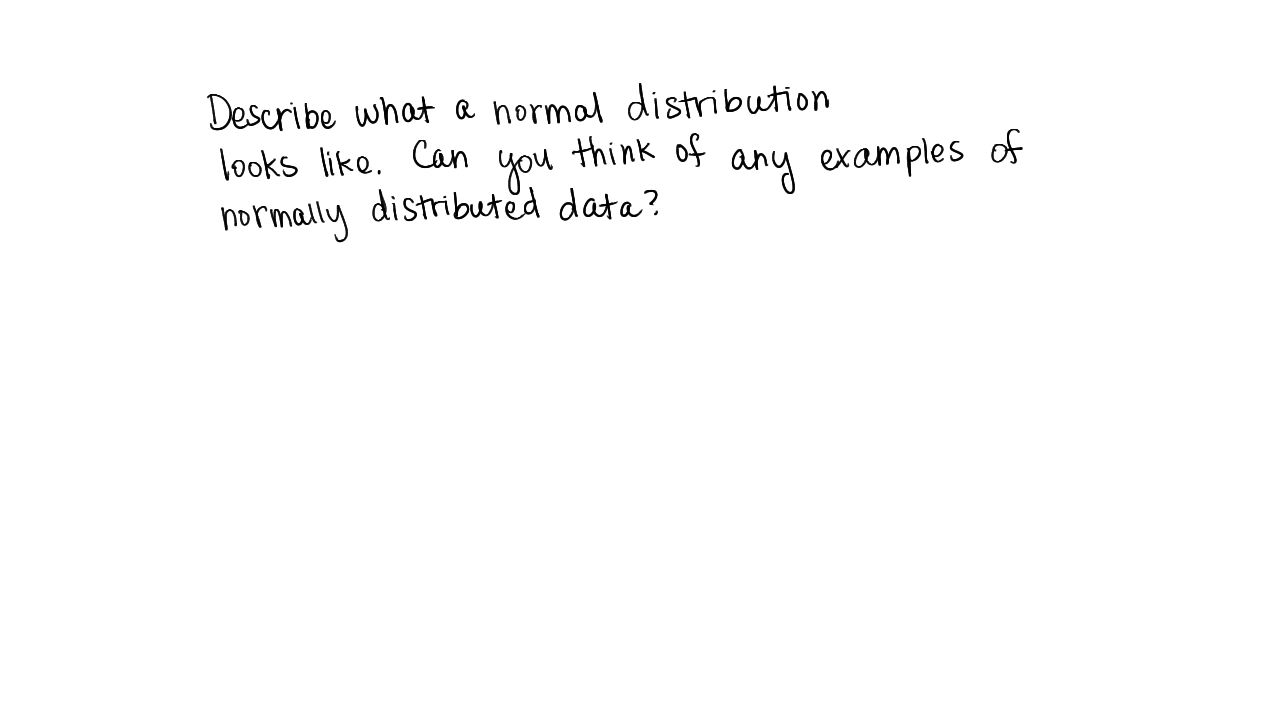 Describe what a normal distribution
looks like. Can you think of any examples of
normally distributed data?